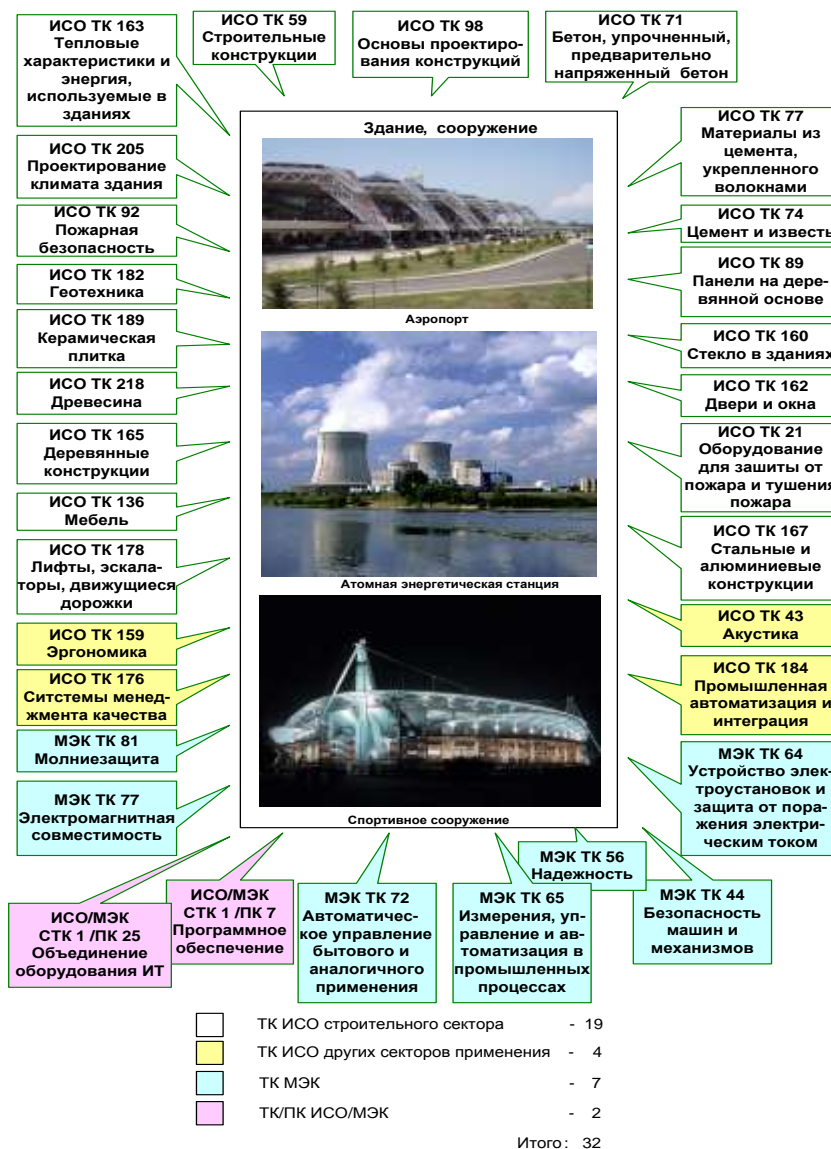 ИСО ТК 163
Тепловые
характеристики и
энергия,
используемые в
зданиях
ИСО ТК 59
Строительные
конструкции
ИСО ТК 98
Основы проектиро-
вания конструкций
ИСО ТК 71
Бетон, упрочненный,
предварительно
напряженный бетон
Здание, сооружение
ИСО ТК 205
Проектирование
климата здания
ИСО ТК 92
Пожарная
безопасность
ИСО ТК 182
Геотехника
ИСО ТК 189
Керамическая
плитка
ИСО ТК 218
Древесина
ИСО ТК 165
Деревянные
конструкции
ИСО ТК 136
Мебель
ИСО ТК 178
Лифты, эскала-
торы, движущиеся
дорожки
ИСО ТК 159
Эргономика
ИСО ТК 176
Ситстемы менед-
жмента качества
МЭК ТК 81
Молниезащита
МЭК ТК 77
Электромагнитная
совместимость
Аэропорт
Атомная энергетическая станция
Спортивное сооружение
ИСО ТК 77
Материалы из
цемента,
укрепленного
волокнами
ИСО ТК 74
Цемент и известь
ИСО ТК 89
Панели на дере-
вянной основе
ИСО ТК 160
Стекло в зданиях
ИСО ТК 162
Двери и окна
ИСО ТК 21
Оборудование
для зашиты от
пожара и тушения
пожара
ИСО ТК 167
Стальные и
алюминиевые
конструкции
ИСО ТК 43
Акустика
ИСО ТК 184
Промышленная
автоматизация и
интеграция
МЭК ТК 64
Устройство элек-
троустановок и
защита от пора-
жения электри-
ческим током
ИСО/МЭК
СТК 1 /ПК 25
Объединение
оборудования ИТ
ИСО/МЭК
СТК 1 /ПК 7
Программное
обеспечение
МЭК ТК 72
Автоматичес-
кое управление
бытового и
аналогичного
применения
МЭК ТК 65
Измерения, уп-
равление и ав-
томатизация в
промышленных
процессах
МЭК ТК 56
Надежность
МЭК ТК 44
Безопасность
машин и
механизмов
ТК ИСО строительного сектора - 19
ТК ИСО других секторов применения - 4
ТК МЭК - 7
ТК/ПК ИСО/МЭК - 2
Итого: 32